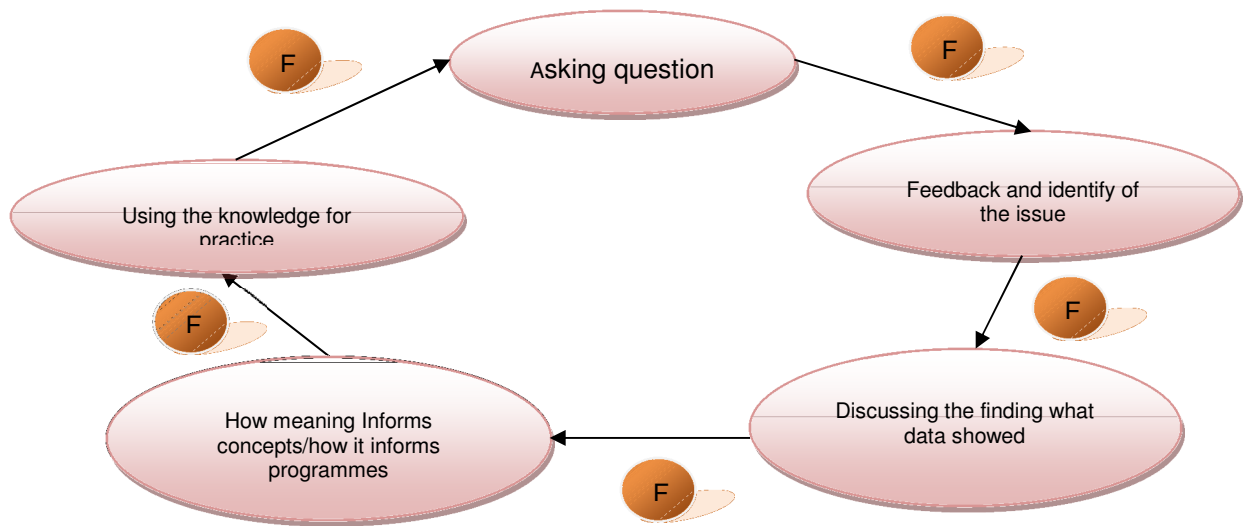 Asking question
F
F
Feedback and identify of
the issue
Using the knowledge for
practice
F
F
Discussing the finding what
data showed
How meaning Informs
concepts/how it informs
programmes
F